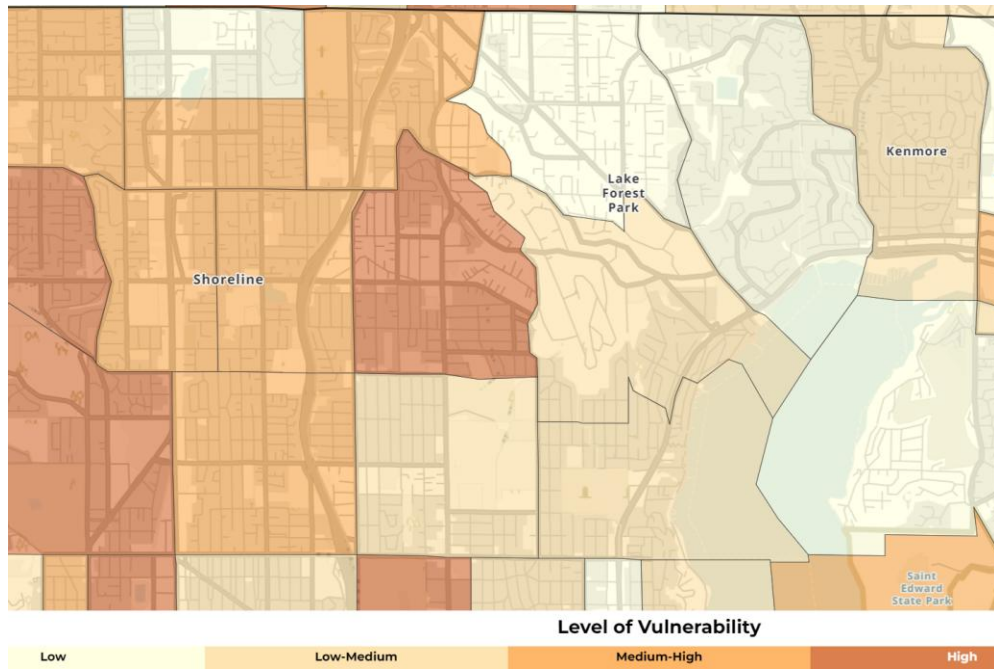 Kenmore
Lake
Forest
Park
Shoreline
Saint
Edward
State Park
Level of Vulnerability
Low
Low-Medium
Medium-High
High